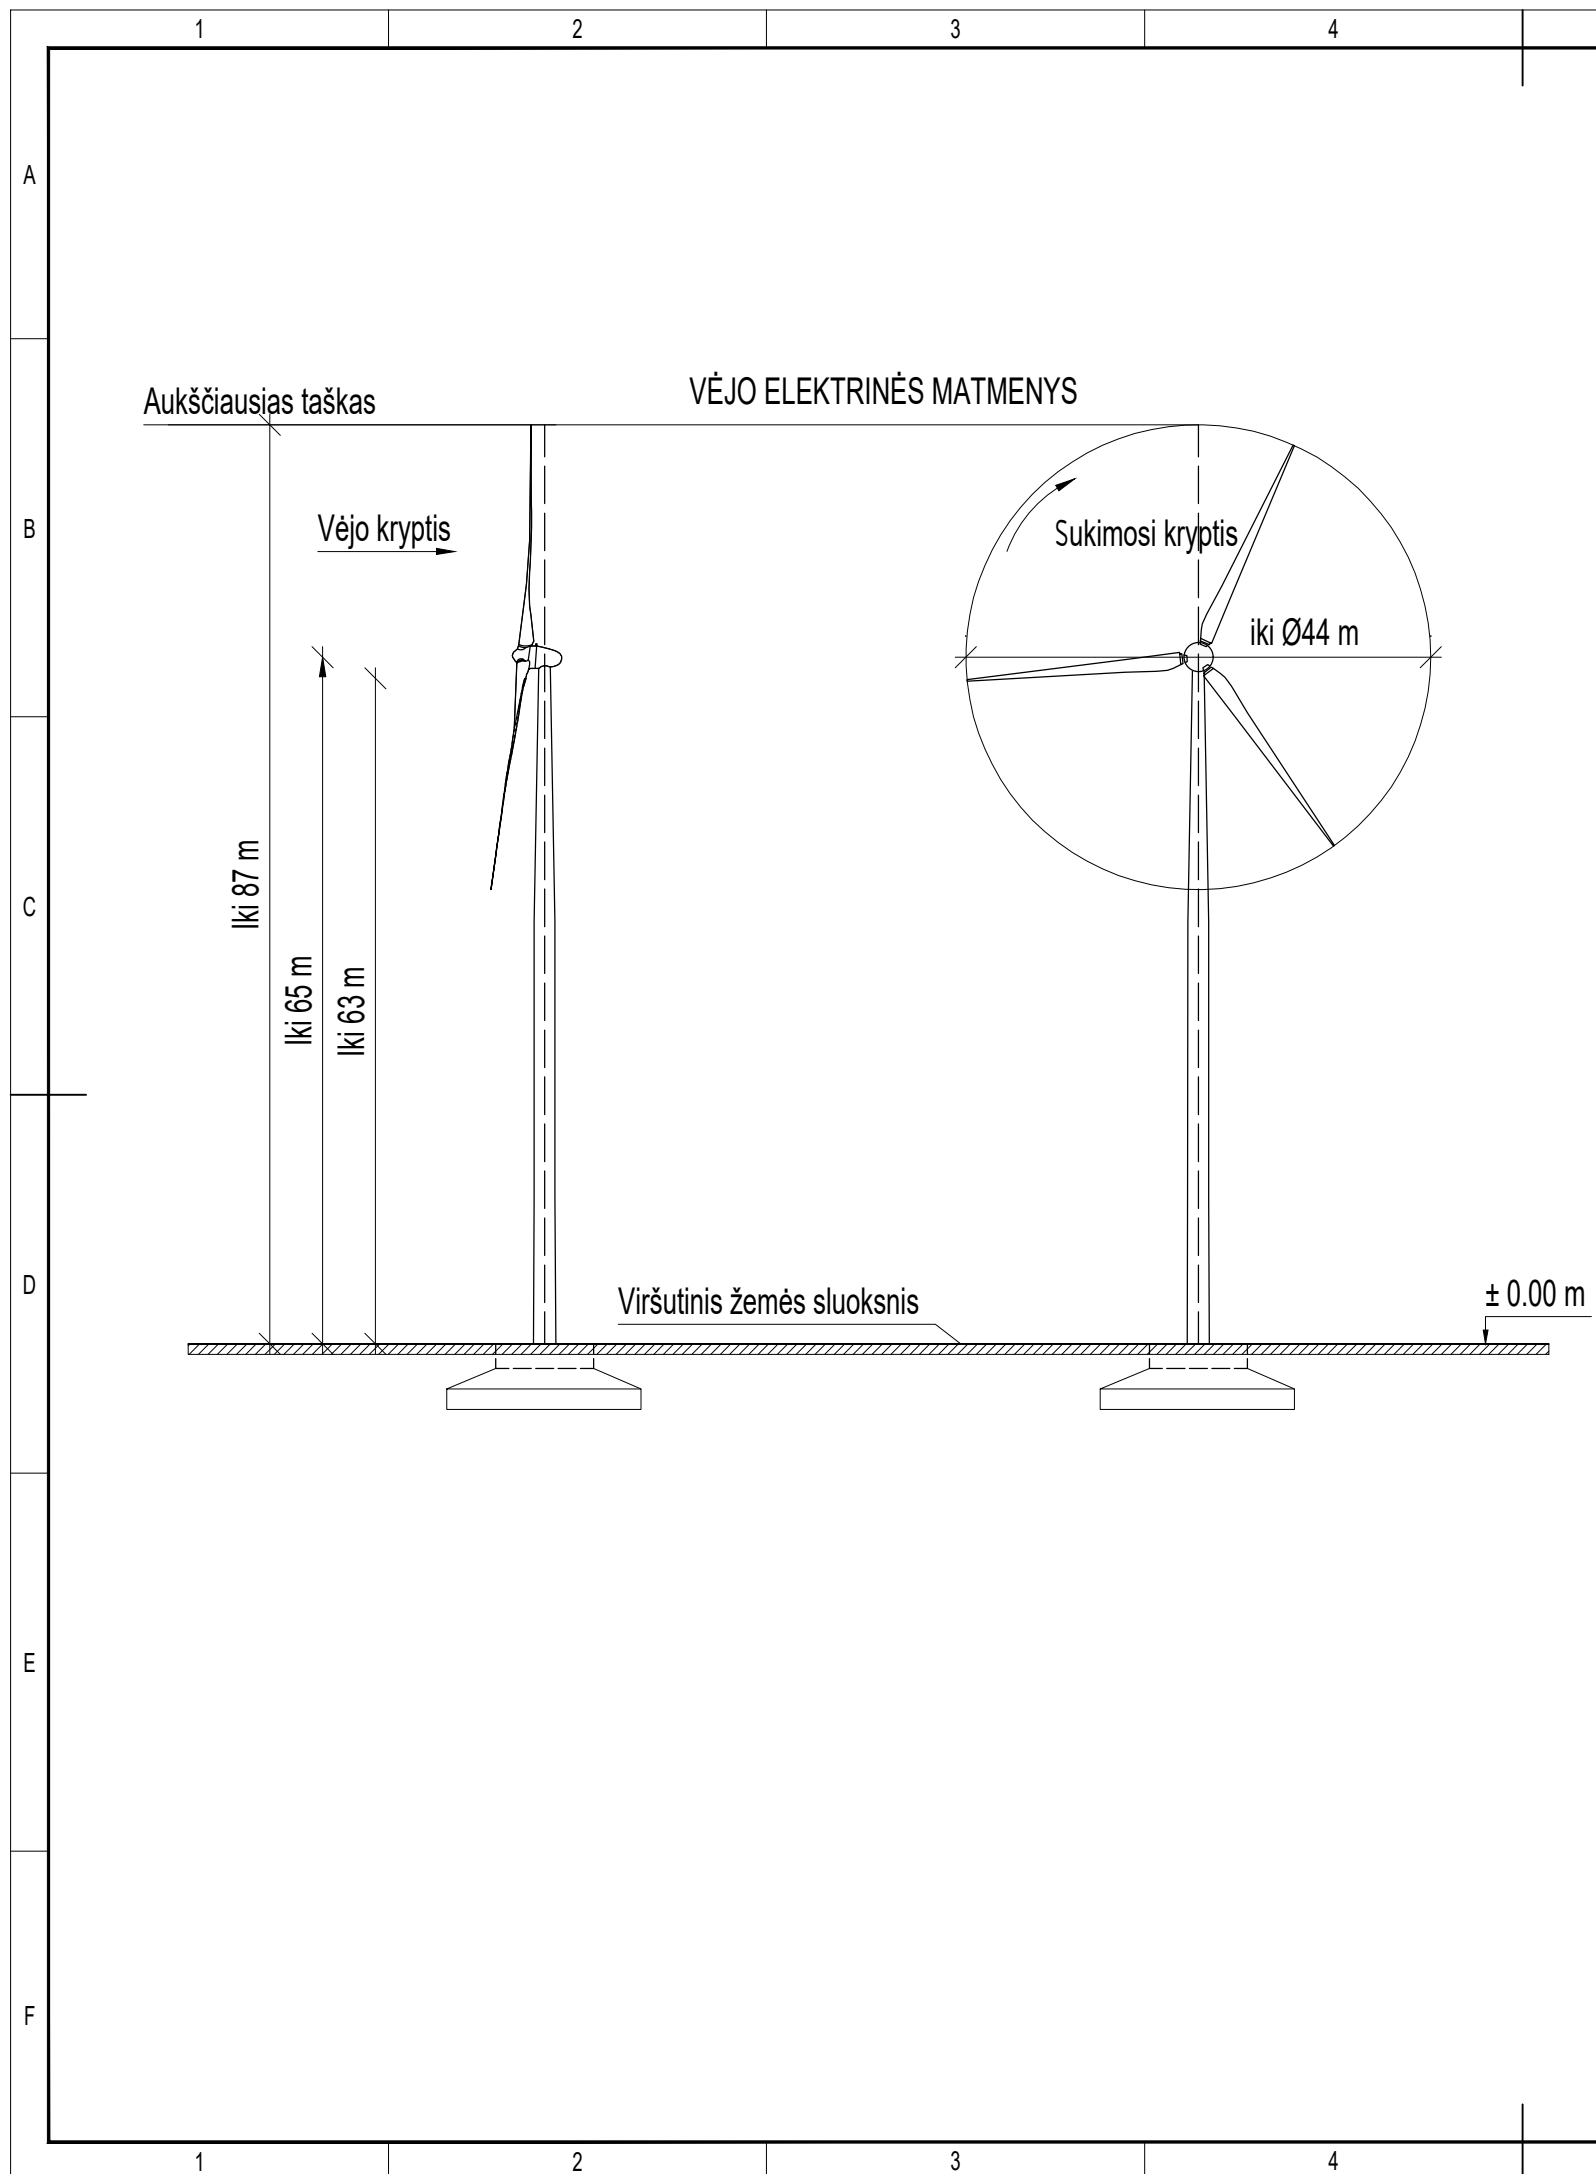 1 2 3 4
A
VĖJO ELEKTRINĖS MATMENYS
Aukščiausias taškas
B
Vėjo kryptis
Sukimosi kryptis
iki Ø44 m
C
Iki 87 m
Iki 65 m
Iki 63 m
D
Viršutinis žemės sluoksnis
± 0.00 m
E
F
1 2 3 4